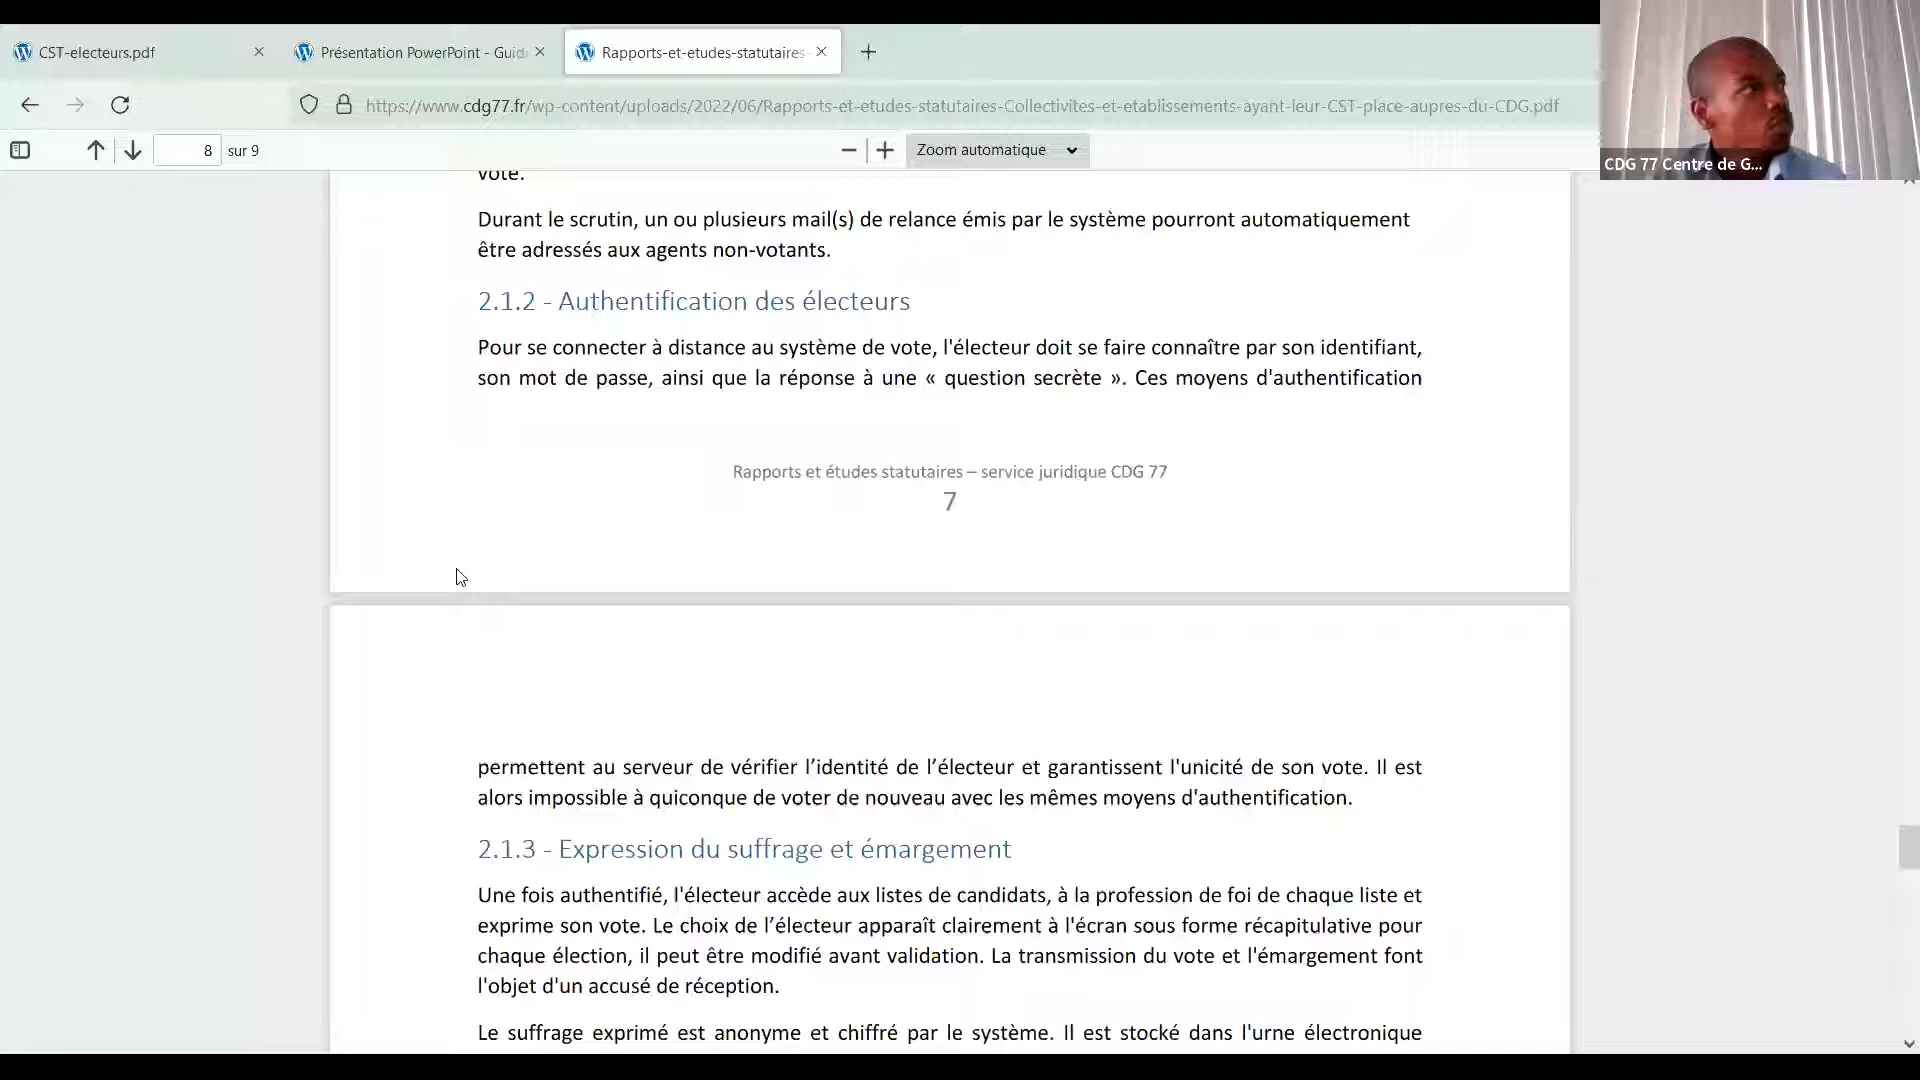 CST-electeurs.pdf
Présentation PowerPoint - Guid
Rapports-et-etudes-statutaires-
https://www.cdg77.fr/wp-content/uploads/2022/06/Rapports-et-etudes-statutaires-Collectivites-et-etablissements-ayant-leur-CST-place-aupres-du-CDG.pdf
8 sur 9
Zoom automatique
CDG 77 Centre de G...
vote.
Durant le scrutin, un ou plusieurs mail(s) de relance émis par le système pourront automatiquement
être adressés aux agents non-votants.
2.1.2 - Authentification des électeurs
Pour se connecter à distance au système de vote, l'électeur doit se faire connaître par son identifiant,
son mot de passe, ainsi que la réponse à une « question secrète ». Ces moyens d'authentification
Rapports et études statutaires – service juridique CDG 77
7
permettent au serveur de vérifier l’identité de l’électeur et garantissent l'unicité de son vote. Il est
alors impossible à quiconque de voter de nouveau avec les mêmes moyens d'authentification.
2.1.3 - Expression du suffrage et émargement
Une fois authentifié, l'électeur accède aux listes de candidats, à la profession de foi de chaque liste et
exprime son vote. Le choix de l’électeur apparaît clairement à l'écran sous forme récapitulative pour
chaque élection, il peut être modifié avant validation. La transmission du vote et l'émargement font
l'objet d'un accusé de réception.
Le suffrage exprimé est anonyme et chiffré par le système. Il est stocké dans l'urne électronique